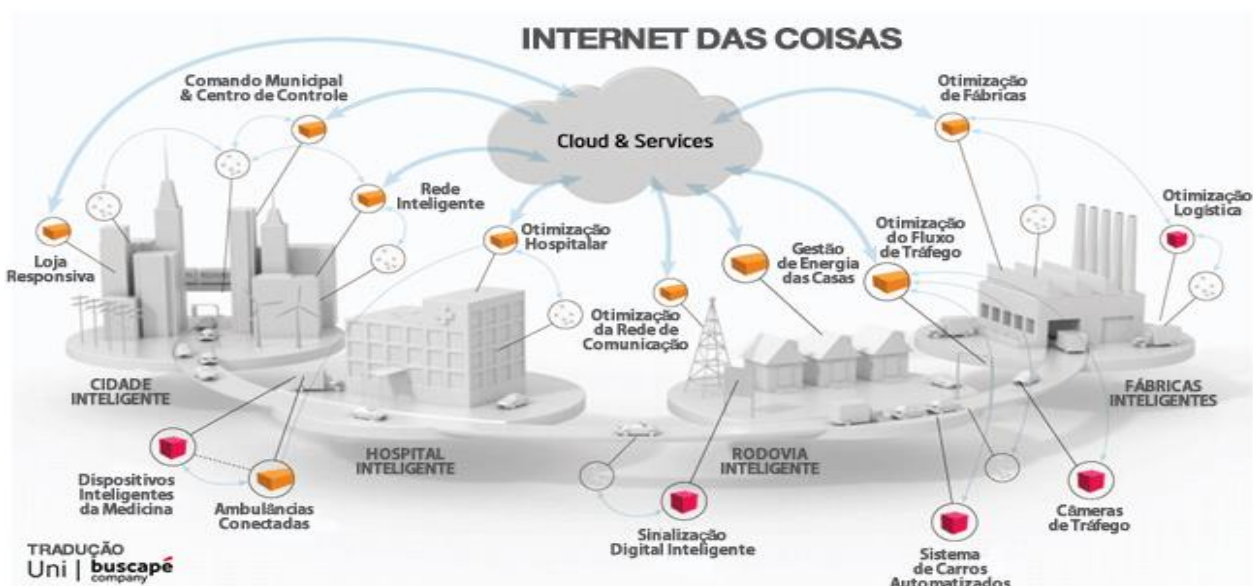 INTERNET DAS COISAS
Comando Municipal
& Centro de Controle
Cloud & Services
Otimização
de Fábricas
Rede
Inteligente
Otimização
Hospitalar
Loja
Responsiva
Otimização
da Rede de
Comunicação
Gestão
de Energia
das Casas
Otimização
do Fluxo
de Tráfego
Otimização
Logística
CIDADE
INTELIGENTE
HOSPITAL
INTELIGENTE
RODOVIA
INTELIGENTE
FÁBRICAS
INTELIGENTES
Dispositivos
Inteligentes
da Medicina
Ambulâncias
Conectadas
Sinalização
Digital Inteligente
Sistema
de Carros
Automatizados
Câmeras
de Tráfego
TRADUÇÃO
Uni | buscapé
company